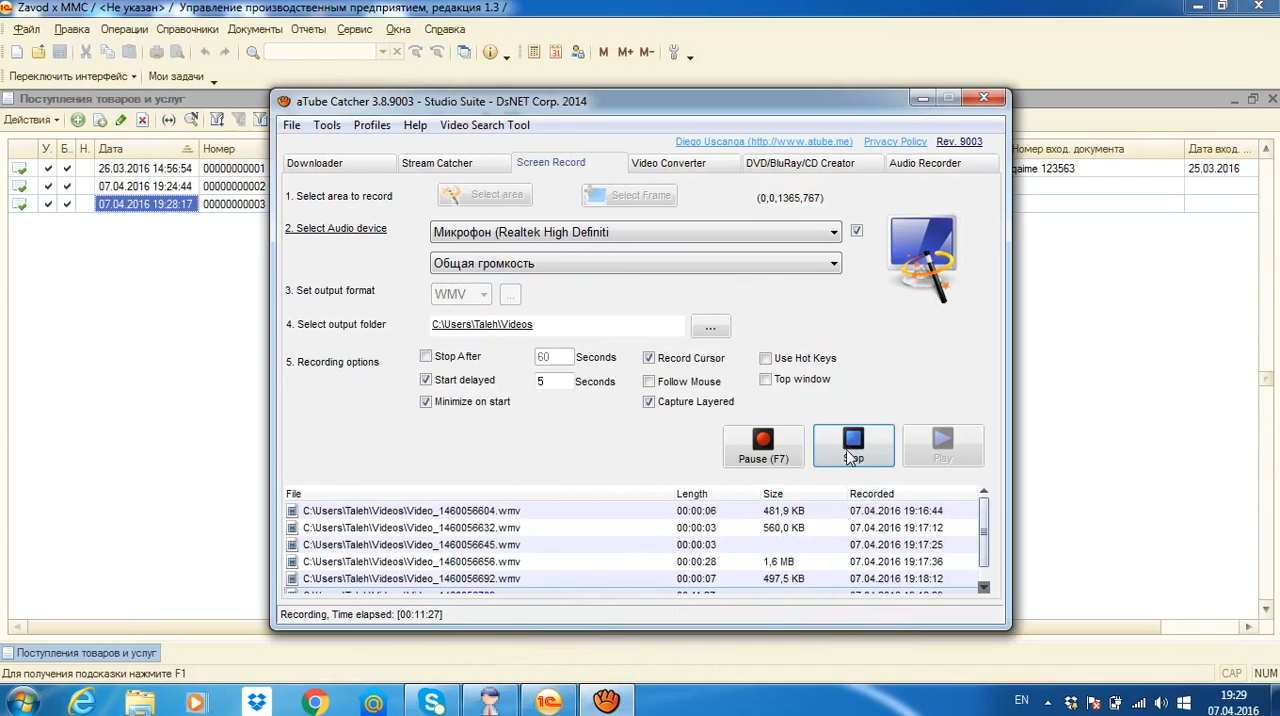 Zavod x MMC / <Не указан> / Управление производственным предприятием, редакция 1.3 /
Файл Правка Операции Справочники Документы Отчеты Сервис Окна Справка
M M+ M−
Переключить интерфейс Мои задачи
Поступления товаров и услуг
Действия
У. Б.. Н. Дата Номер
Номер вход. документа Дата вход.
26.03.2016 14:56:54 00000000001
qaime 123563 25.03.2016
07.04.2016 19:24:44 00000000002
07.04.2016 19:28:17 00000000003
aTube Catcher 3.8.9003 - Studio Suite - DsNET Corp. 2014
File Tools Profiles Help Video Search Tool
Diego Uscanga (http://www.atube.me) Privacy Policy Rev. 9003
Downloader Stream Catcher Screen Record Video Converter DVD/BluRay/CD Creator Audio Recorder
1. Select area to record Select area Select Frame (0,0,1365,767)
2. Select Audio device Микрофон (Realtek High Definiti
Общая громкость
3. Set output format WMV ...
4. Select output folder C:\Users\Taleh\Videos ...
5. Recording options Stop After 60 Seconds Record Cursor Use Hot Keys
Start delayed 5 Seconds Follow Mouse Top window
Minimize on start Capture Layered
Pause (F7) Stop Play
File Length Size Recorded
C:\Users\Taleh\Videos\Video_1460056604.wmv 00:00:06 481,9 KB 07.04.2016 19:16:44
C:\Users\Taleh\Videos\Video_1460056632.wmv 00:00:03 560,0 KB 07.04.2016 19:17:12
C:\Users\Taleh\Videos\Video_1460056645.wmv 00:00:03 07.04.2016 19:17:25
C:\Users\Taleh\Videos\Video_1460056656.wmv 00:00:28 1,6 MB 07.04.2016 19:17:36
C:\Users\Taleh\Videos\Video_1460056692.wmv 00:00:07 497,5 KB 07.04.2016 19:18:12
Recording, Time elapsed: [00:11:27]
Поступления товаров и услуг
Для получения подсказки нажмите F1
CAP NUM
EN
19:29
07.04.2016